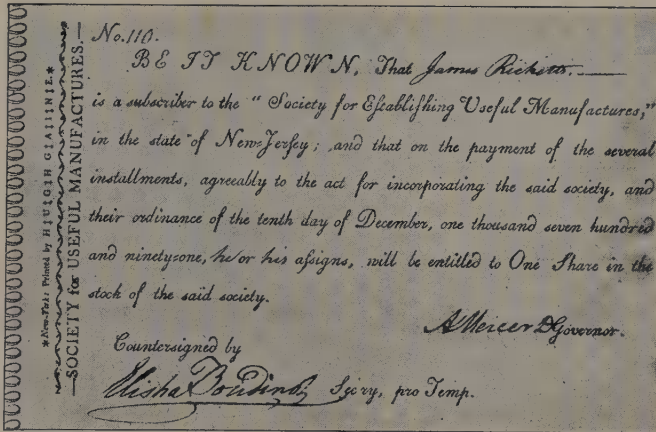 No. 110.
BE IT KNOWN, That James Ricketts.
is a subscriber to the “ Society for Eſtabliſhing Useful Manufactures,”
in the state of New=Jersey; and that on the payment of the several
installments, agreeably to the act for incorporating the said society, and
their ordinance of the tenth day of December, one thousand seven hundred
and ninety=one, he or his aſsigns, will be entitled to One Share in the
stock of the said society.
A Mercer D Governor.
Countersigned by
Elisha Boudinot Secry, pro Temp.
—SOCIETY for USEFUL MANUFACTURES.—
*New-York: Printed by H|U|G|H G|A|I|N|E.*